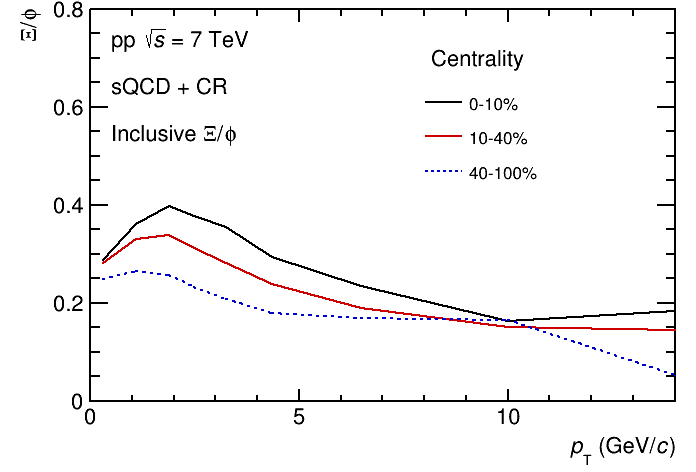 Ξ/φ
0.8
0.6
0.4
0.2
0
pp √s = 7 TeV
sQCD + CR
Inclusive Ξ/φ
Centrality
0-10%
10-40%
40-100%
0 5 10
p_T (GeV/c)